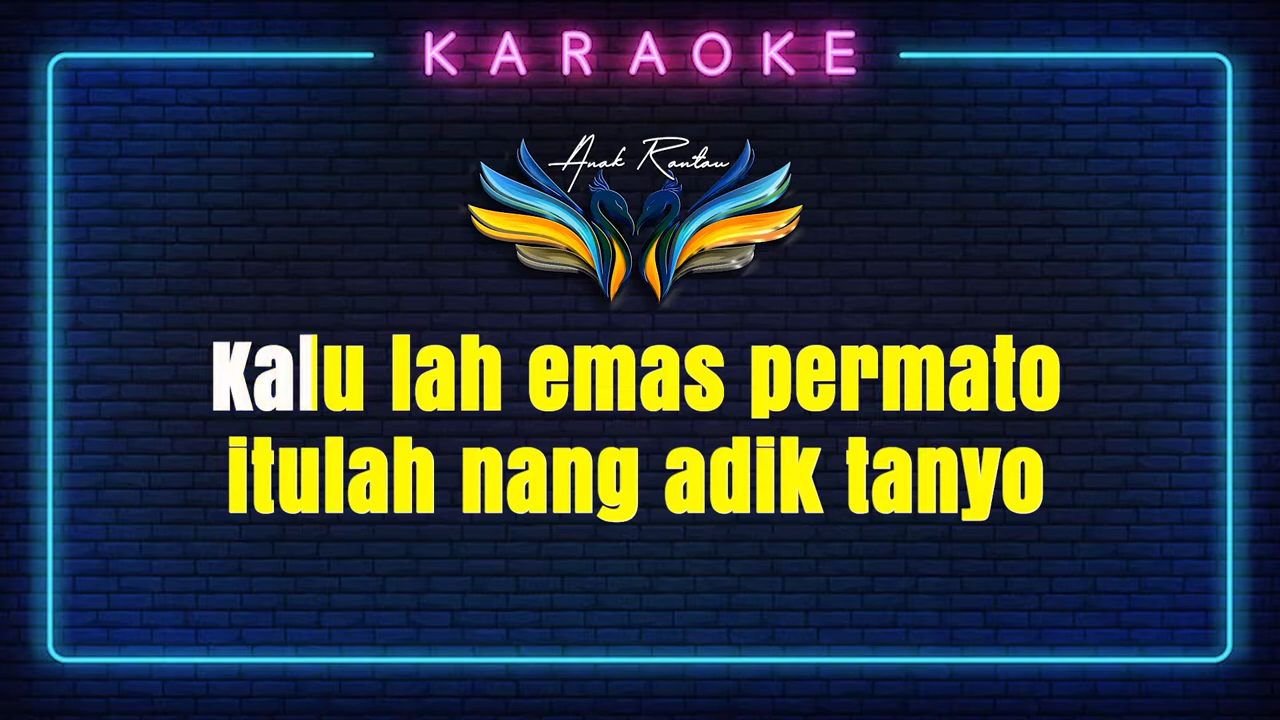 KARAOKE
Anak Rantau
Kalu lah emas permato
itulah nang adik tanyo